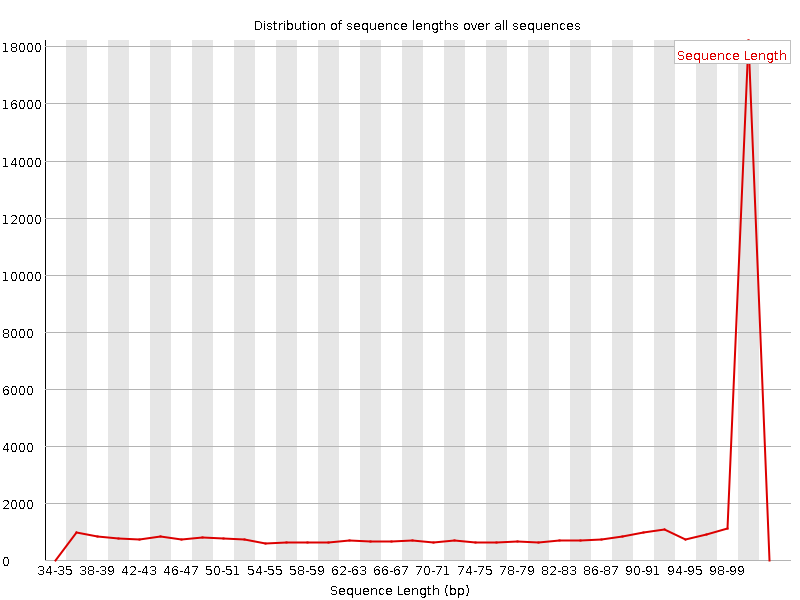 Distribution of sequence lengths over all sequences
Sequence Length
18000
16000
14000
12000
10000
8000
6000
4000
2000
0
34-35 38-39 42-43 46-47 50-51 54-55 58-59 62-63 66-67 70-71 74-75 78-79 82-83 86-87 90-91 94-95 98-99
Sequence Length (bp)